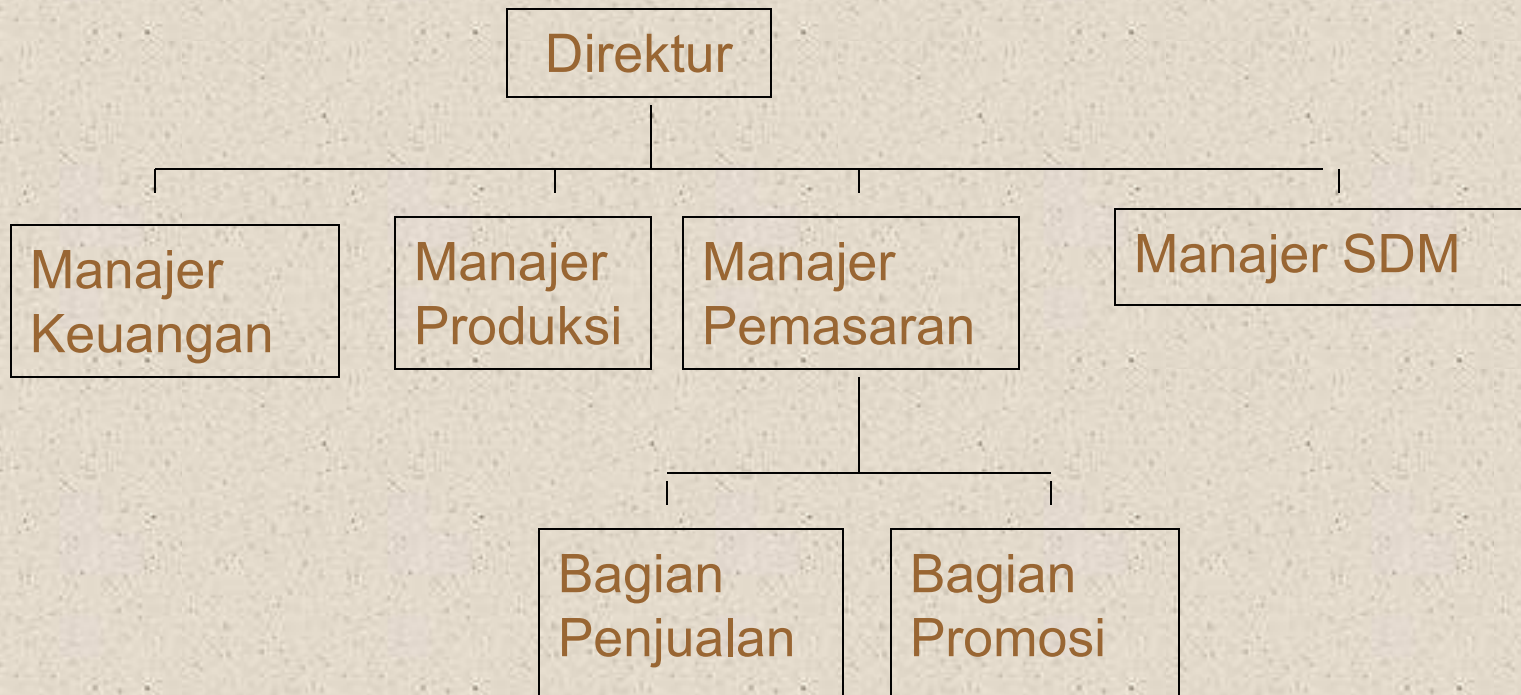 Direktur
Manajer
Keuangan
Manajer
Produksi
Manajer
Pemasaran
Manajer SDM
Bagian
Penjualan
Bagian
Promosi